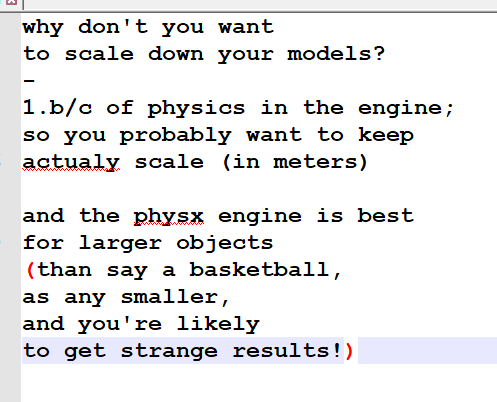 why don't you want
to scale down your models?
-
1.b/c of physics in the engine;
so you probably want to keep
actualy scale (in meters)

and the physx engine is best
for larger objects
(than say a basketball,
as any smaller,
and you're likely
to get strange results!)